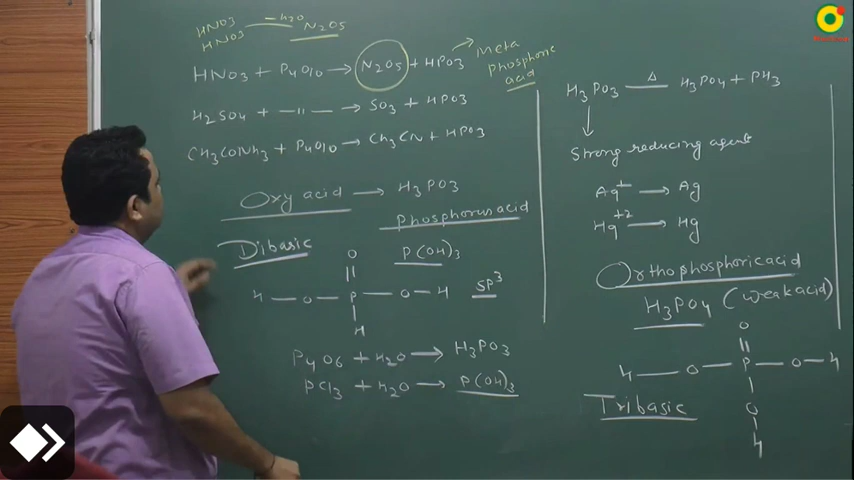 HNO3
HNO3 -H2O N2O5
HNO3 + P4O10 → N2O5 + HPO3 → Meta
phosphoric
acid
H2SO4 + —11— → SO3 + HPO3
CH3CONH3 + P4O10 → CH3CN + HPO3
Oxy acid → H3PO3
Phosphorus acid
Dibasic
P(OH)3
O
||
H — O — P — O — H SP3
|
H
P4O6 + H2O → H3PO3
PCl3 + H2O → P(OH)3
H3PO3 —Δ— H3PO4 + PH3
↓
Strong reducing agent
Ag+ → Ag
Hg+2 → Hg
Orthophosphoric acid
H3PO4 (weak acid)
O
||
H — O — P — O — H
|
O
|
H
Tribasic